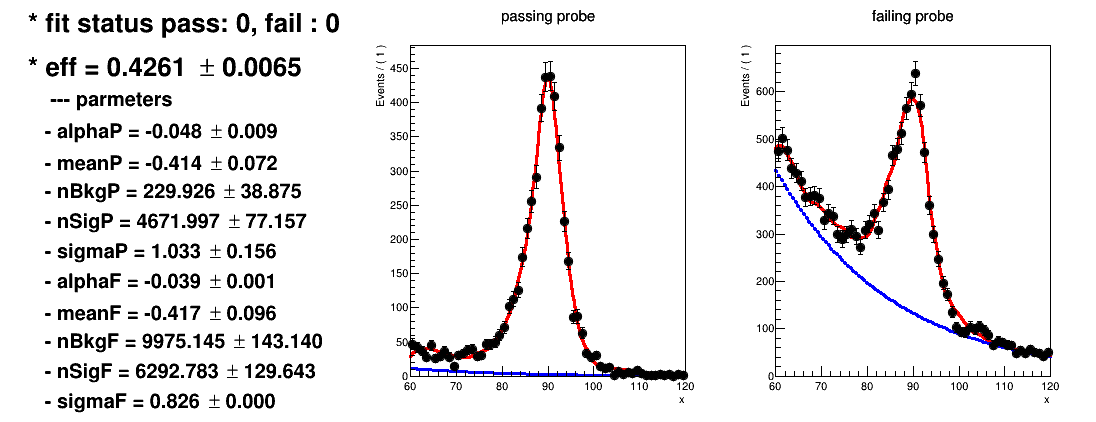 * fit status pass: 0, fail : 0
* eff = 0.4261 ± 0.0065
--- parmeters
- alphaP = -0.048 ± 0.009
- meanP = -0.414 ± 0.072
- nBkgP = 229.926 ± 38.875
- nSigP = 4671.997 ± 77.157
- sigmaP = 1.033 ± 0.156
- alphaF = -0.039 ± 0.001
- meanF = -0.417 ± 0.096
- nBkgF = 9975.145 ± 143.140
- nSigF = 6292.783 ± 129.643
- sigmaF = 0.826 ± 0.000
passing probe
Events / ( 1 )
450
400
350
300
250
200
150
100
50
0
60 70 80 90 100 110 120
x
failing probe
Events / ( 1 )
500
400
300
200
100
0
60 70 80 90 100 110 120
x